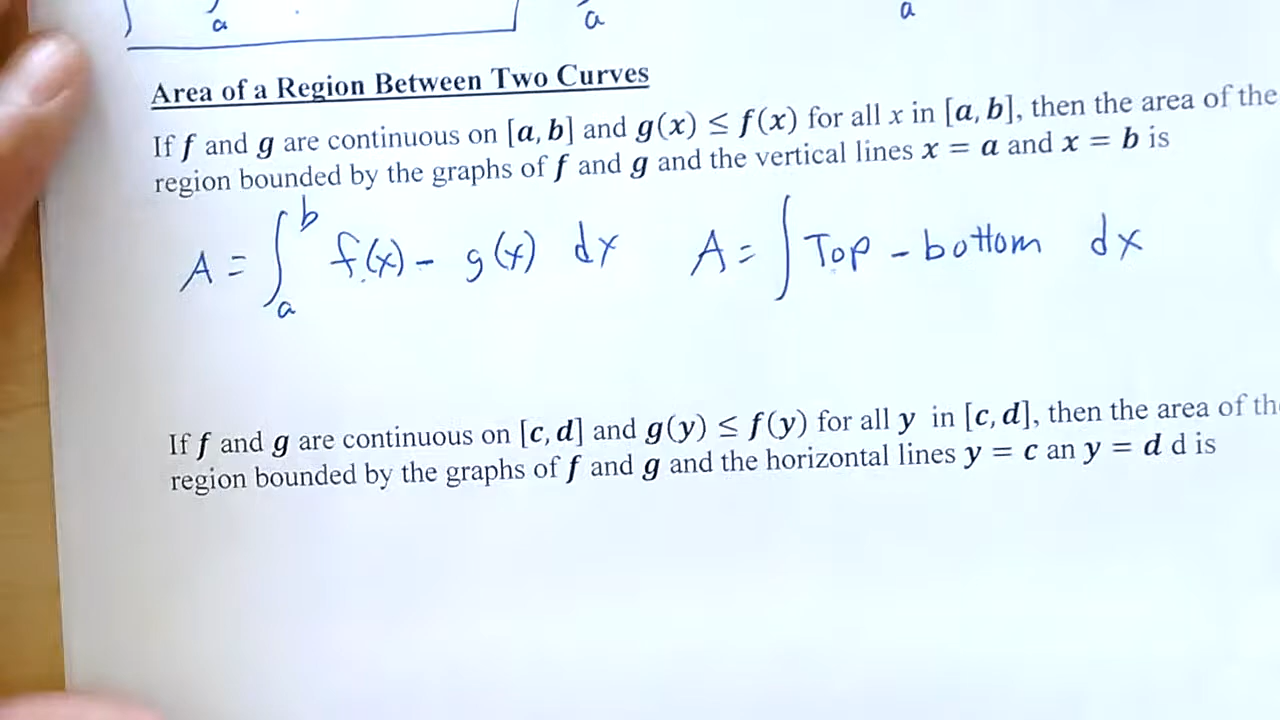 a a a
Area of a Region Between Two Curves
If f and g are continuous on [a, b] and g(x) ≤ f(x) for all x in [a, b], then the area of the
region bounded by the graphs of f and g and the vertical lines x = a and x = b is
A = ∫_a^b f(x) - g(x) dx A = ∫ Top - bottom dx
If f and g are continuous on [c, d] and g(y) ≤ f(y) for all y in [c, d], then the area of the
region bounded by the graphs of f and g and the horizontal lines y = c an y = d d is